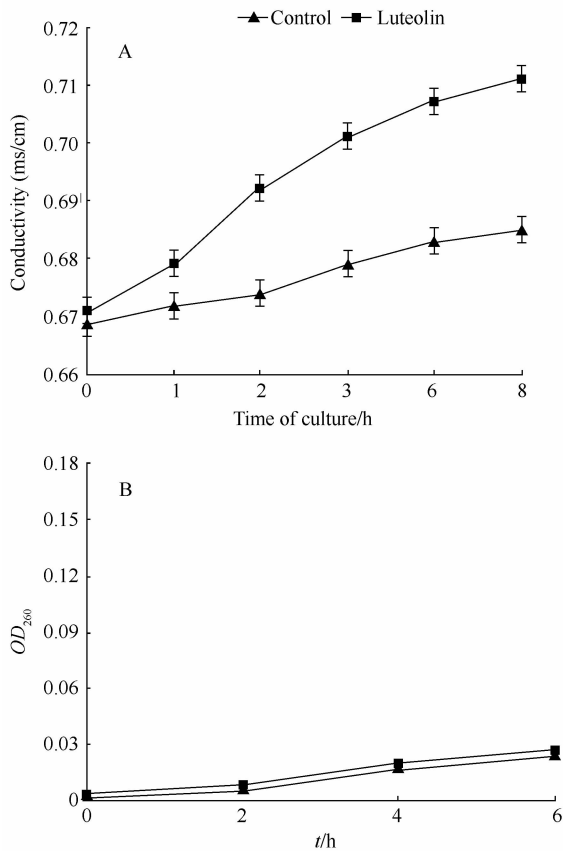 Control Luteolin
A
0.72
0.71
0.70
0.69
0.68
0.67
0.66
Conductivity (ms/cm)
0 1 2 3 6 8
Time of culture/h
B
0.18
0.15
0.12
0.09
0.06
0.03
0
OD260
0 2 4 6
t/h